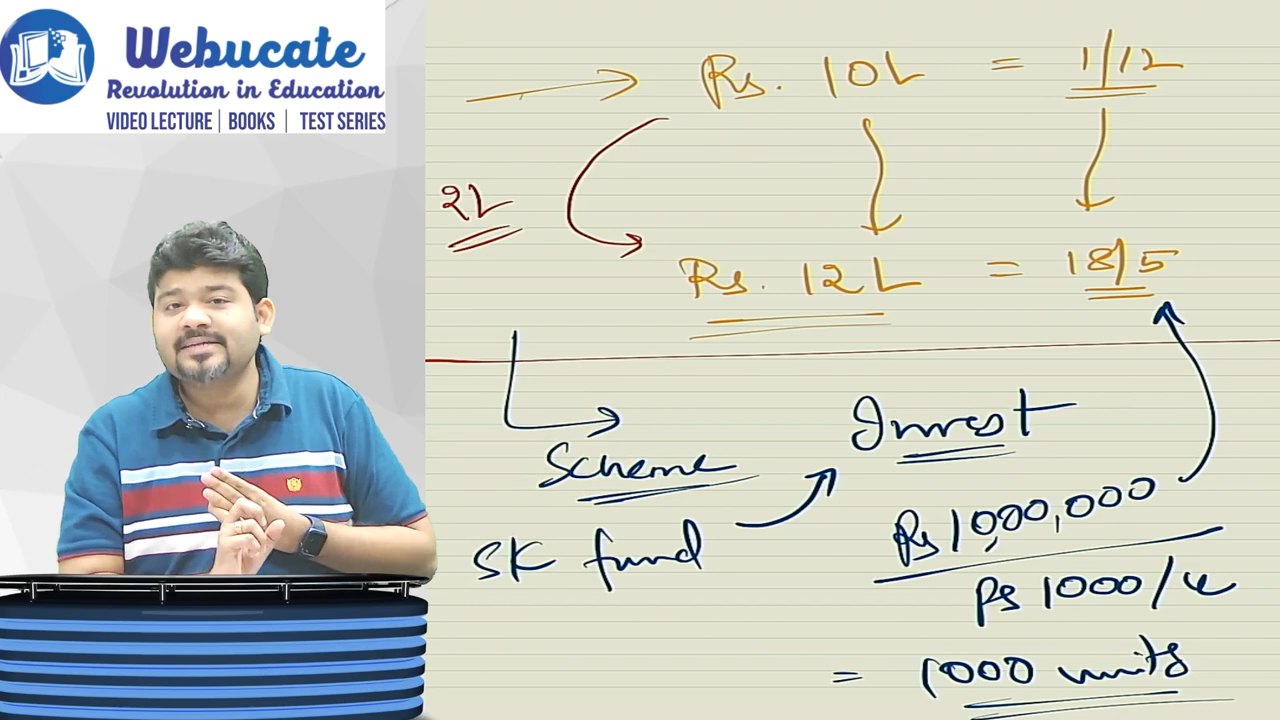 Webucate
Revolution in Education
VIDEO LECTURE | BOOKS | TEST SERIES
Rs. 10L = 1/12
2L
Rs. 12L = 18/5
Invest
Scheme
Rs 1,000,000
SK fund
Rs 1000/u
= 1000 units